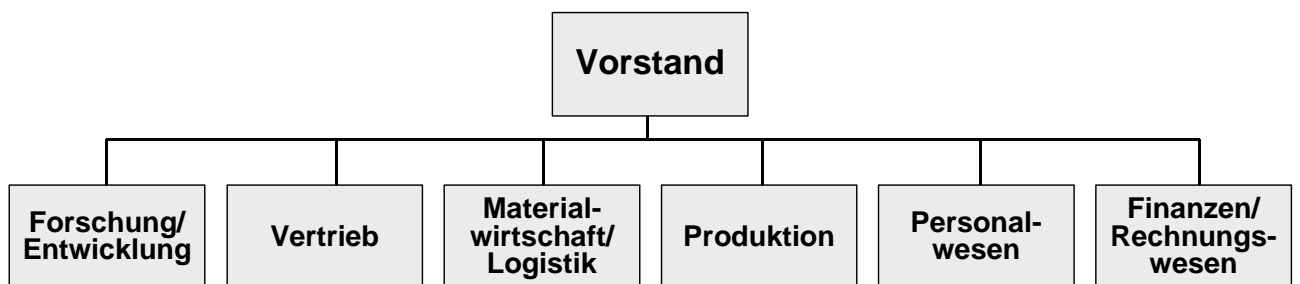 Vorstand
Forschung/
Entwicklung
Vertrieb
Material-
wirtschaft/
Logistik
Produktion
Personal-
wesen
Finanzen/
Rechnungs-
wesen